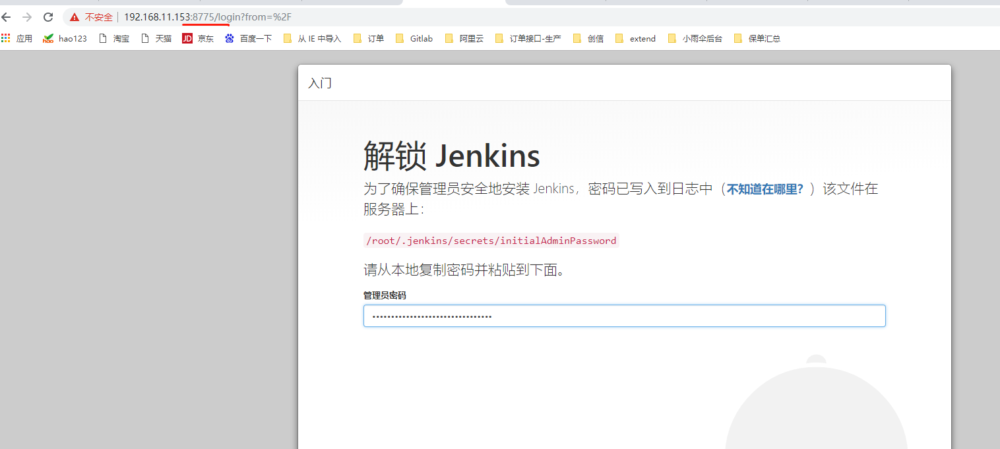 不安全 | 192.168.11.153:8775/login?from=%2F
应用 hao123 淘宝 天猫 JD 京东 百度一下 从 IE 中导入 订单 Gitlab 阿里云 订单接口-生产 创信 extend 小雨伞后台 保单汇总
入门
解锁 Jenkins
为了确保管理员安全地安装 Jenkins，密码已写入到日志中（不知道在哪里？）该文件在
服务器上：
/root/.jenkins/secrets/initialAdminPassword
请从本地复制密码并粘贴到下面。
管理员密码